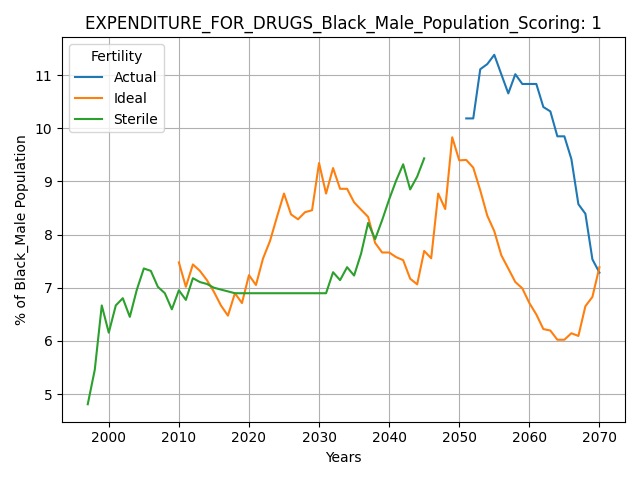 EXPENDITURE_FOR_DRUGS_Black_Male_Population_Scoring: 1
Fertility
Actual
Ideal
Sterile
% of Black_Male Population
11
10
9
8
7
6
5
2000 2010 2020 2030 2040 2050 2060 2070
Years